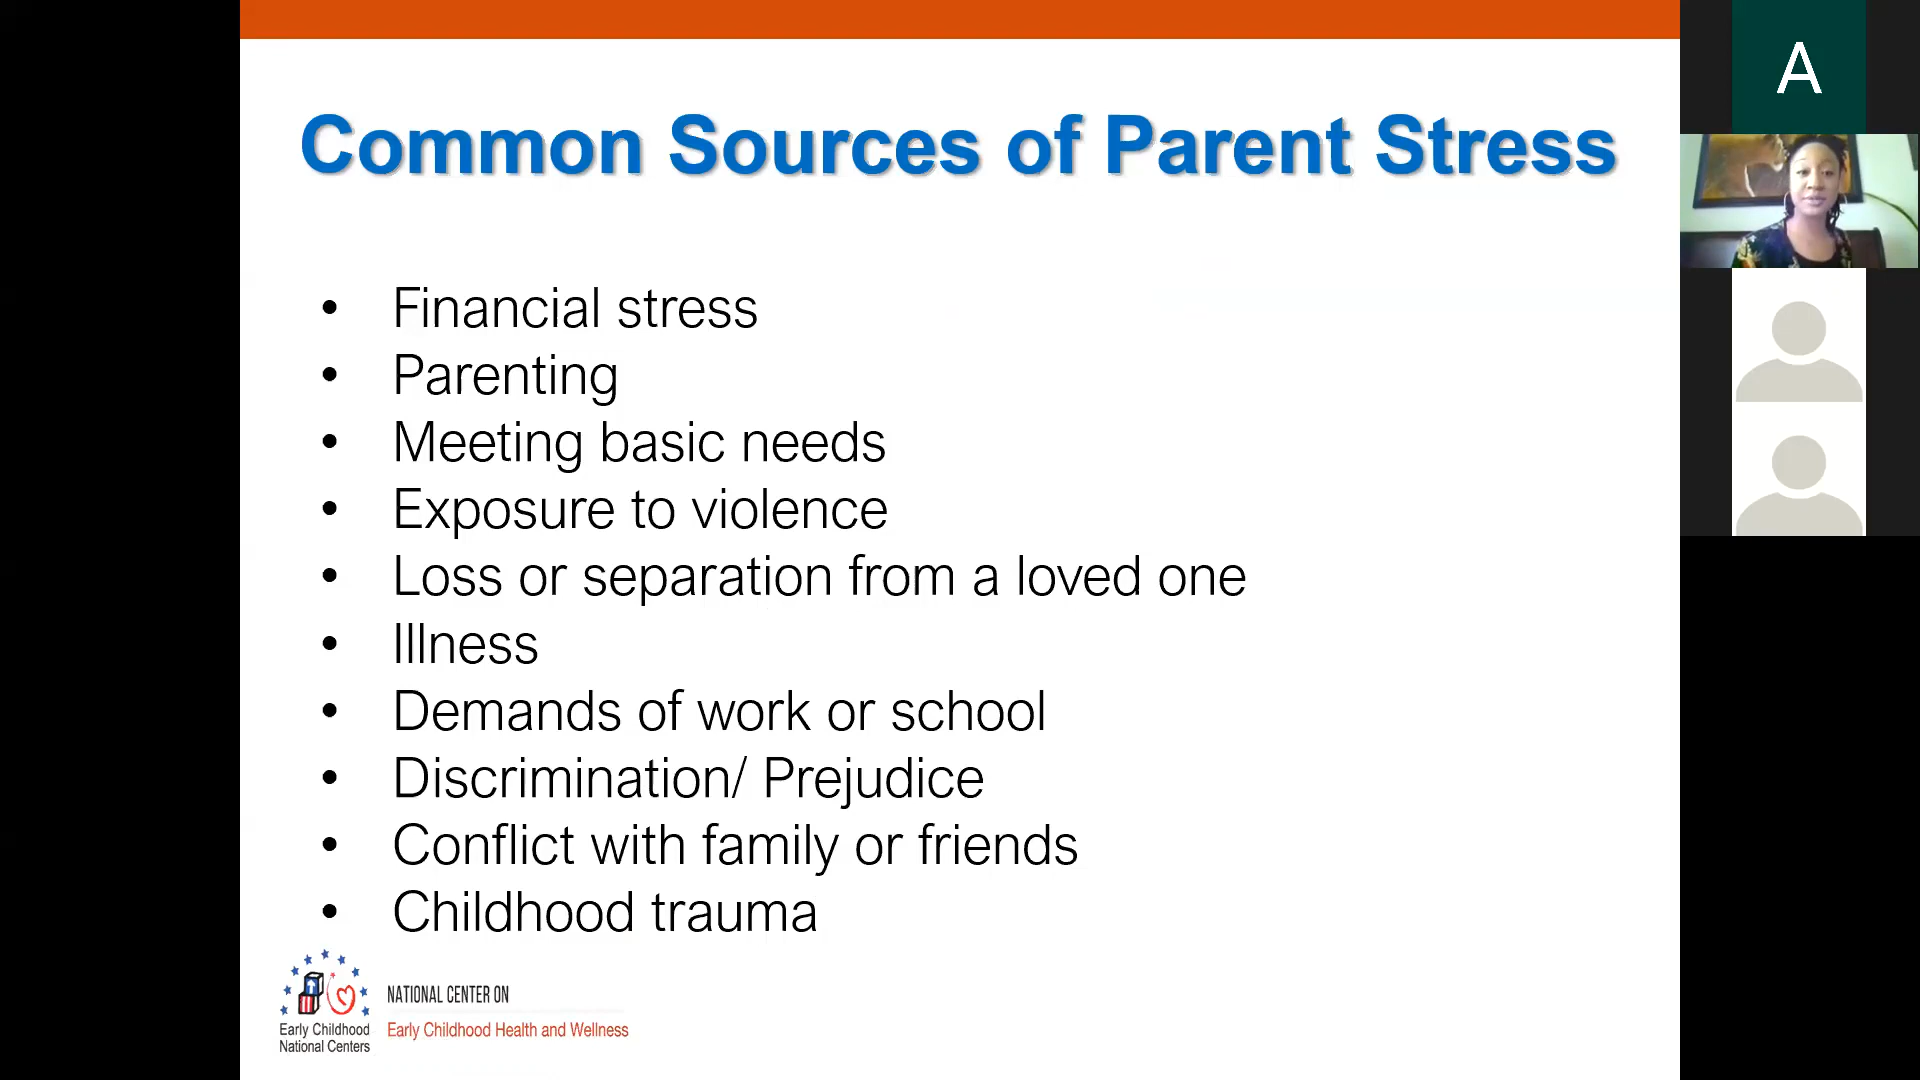 Common Sources of Parent Stress
• Financial stress
• Parenting
• Meeting basic needs
• Exposure to violence
• Loss or separation from a loved one
• Illness
• Demands of work or school
• Discrimination/ Prejudice
• Conflict with family or friends
• Childhood trauma
Early Childhood
National Centers
NATIONAL CENTER ON
Early Childhood Health and Wellness
A